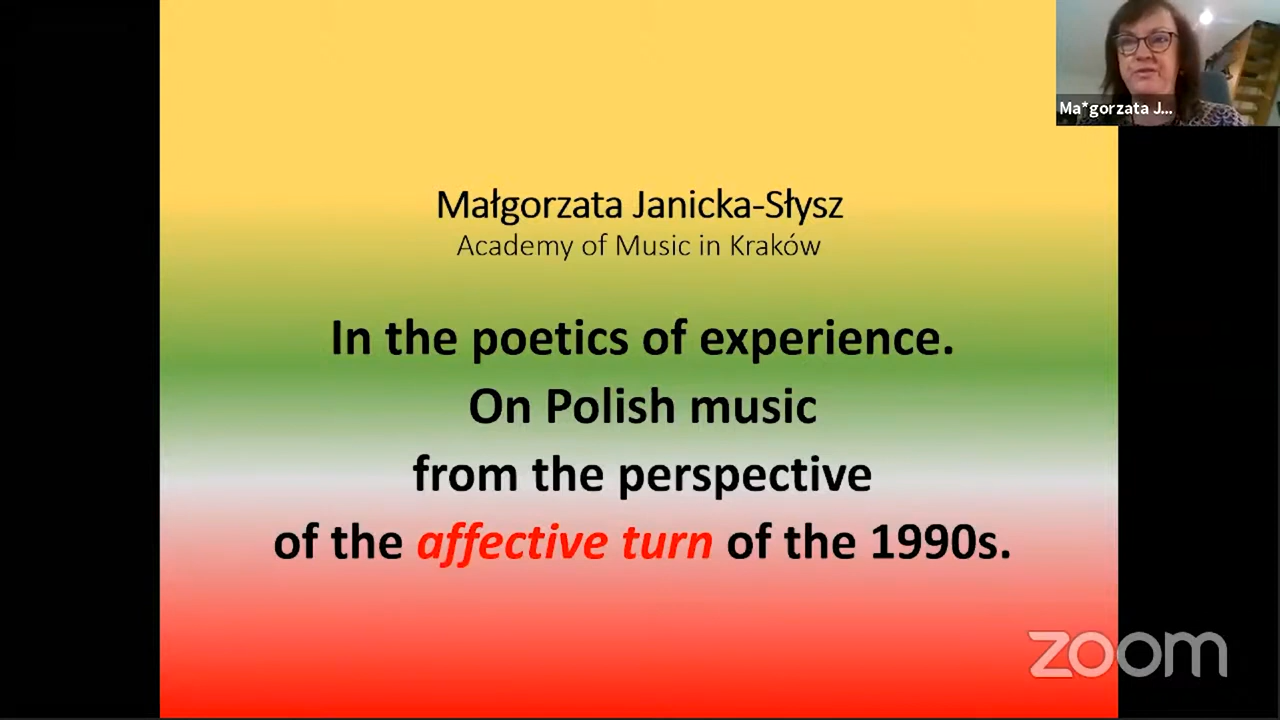 Ma*gorzata J...
Małgorzata Janicka-Słysz
Academy of Music in Kraków
In the poetics of experience.
On Polish music
from the perspective
of the affective turn of the 1990s.
zoom